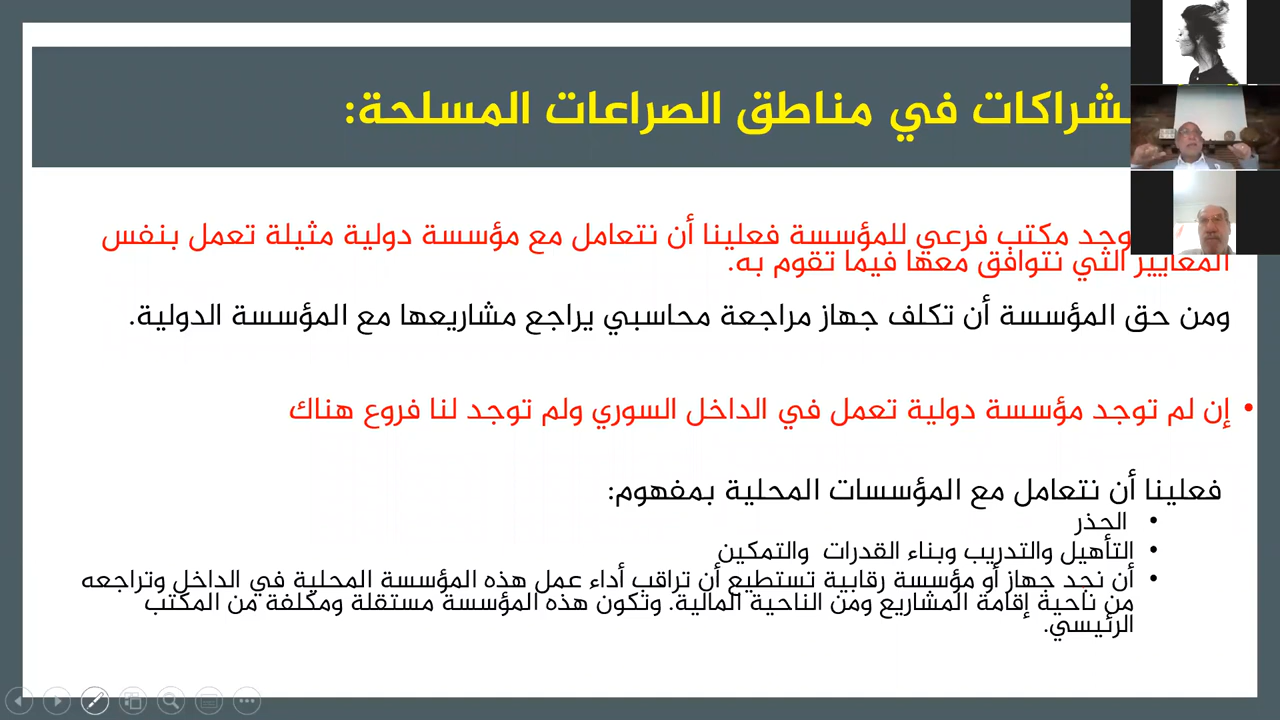 شراكات في مناطق الصراعات المسلحة:
وجد مكتب فرعي للمؤسسة فعلينا أن نتعامل مع مؤسسة دولية مثيلة تعمل بنفس
المعايير التي نتوافق معها فيما تقوم به.
ومن حق المؤسسة أن تكلف جهاز مراجعة محاسبي يراجع مشاريعها مع المؤسسة الدولية.
• إن لم توجد مؤسسة دولية تعمل في الداخل السوري ولم توجد لنا فروع هناك
فعلينا أن نتعامل مع المؤسسات المحلية بمفهوم:
• الحذر
• التأهيل والتدريب وبناء القدرات والتمكين
• أن نجد جهاز أو مؤسسة رقابية تستطيع أن تراقب أداء عمل هذه المؤسسة المحلية في الداخل وتراجعه
من ناحية إقامة المشاريع ومن الناحية المالية. وتكون هذه المؤسسة مستقلة ومكلفة من المكتب
الرئيسي.